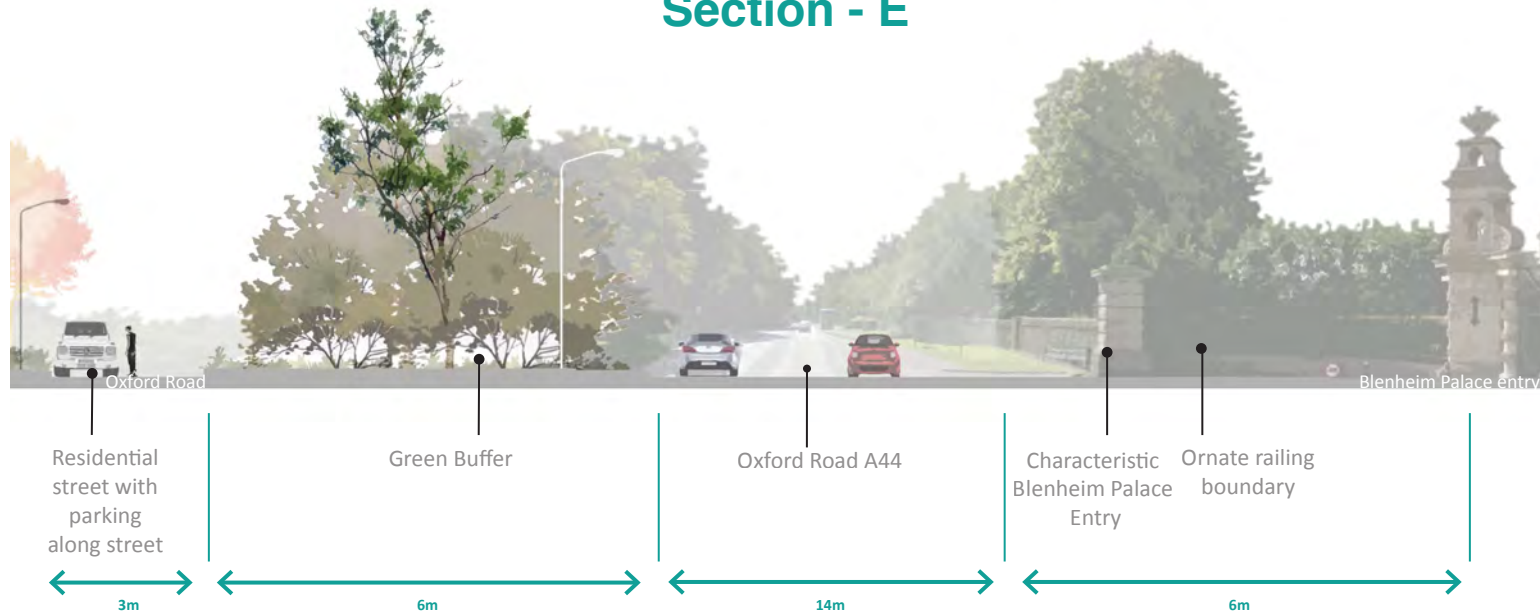 Section - E
Oxford Road
Blenheim Palace entry
Residential
street with
parking
along street
Green Buffer
Oxford Road A44
Characteristic
Blenheim Palace
Entry
Ornate railing
boundary
3m
6m
14m
6m